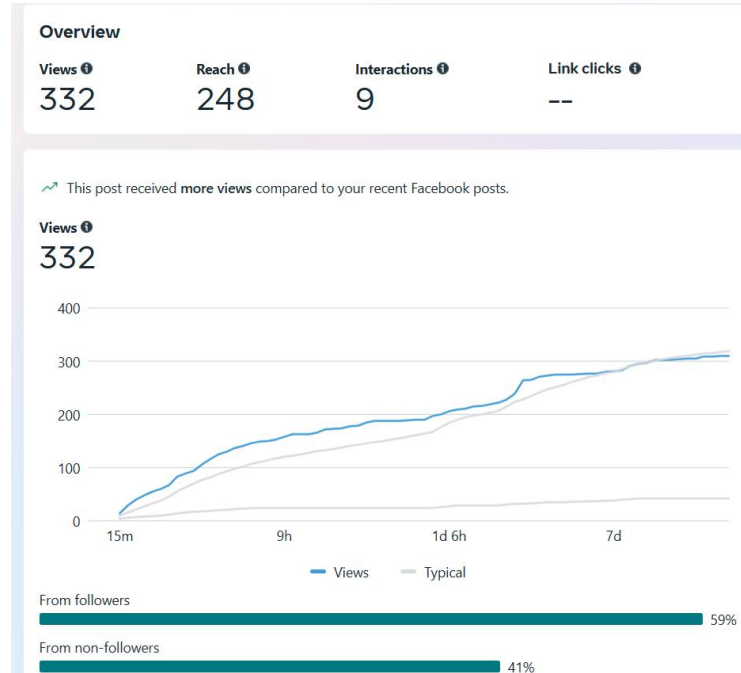 Overview
Views Reach Interactions Link clicks
332 248 9 --
This post received more views compared to your recent Facebook posts.
Views
332
400
300
200
100
0
15m 9h 1d 6h 7d
Views Typical
From followers
59%
From non-followers
41%